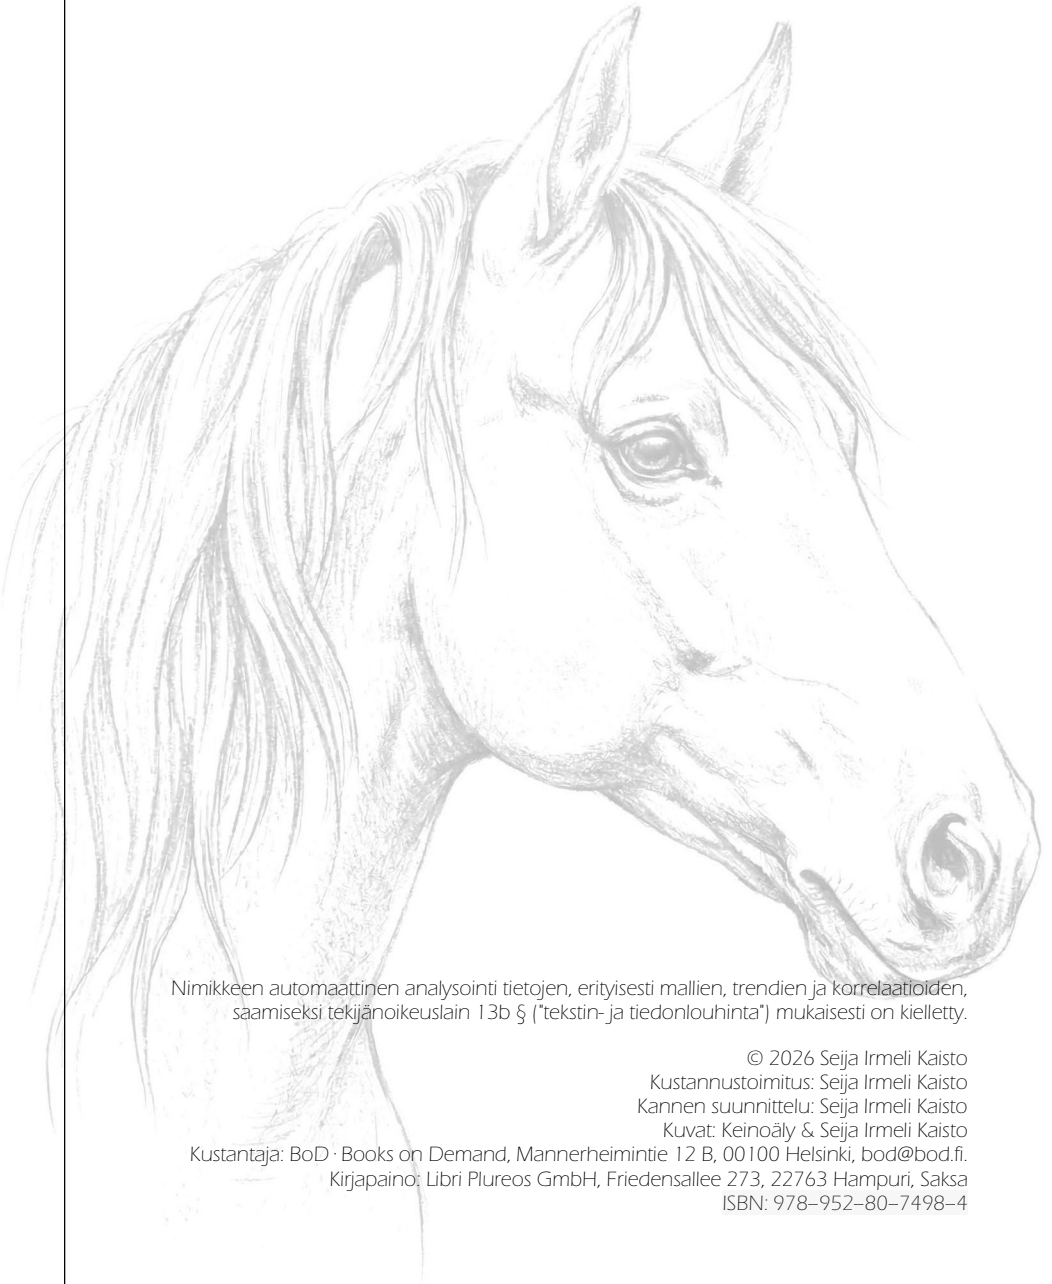 Nimikkeen automaattinen analysointi tietojen, erityisesti mallien, trendien ja korrelaatioiden,
saamiseksi tekijänoikeuslain 13b § ("tekstin- ja tiedonlouhinta") mukaisesti on kielletty.
© 2026 Seija Irmeli Kaisto
Kustannustoimitus: Seija Irmeli Kaisto
Kannen suunnittelu: Seija Irmeli Kaisto
Kuvat: Keinoäly & Seija Irmeli Kaisto
Kustantaja: BoD · Books on Demand, Mannerheimintie 12 B, 00100 Helsinki, bod@bod.fi.
Kirjapaino: Libri Plureos GmbH, Friedensallee 273, 22763 Hampuri, Saksa
ISBN: 978–952–80–7498–4